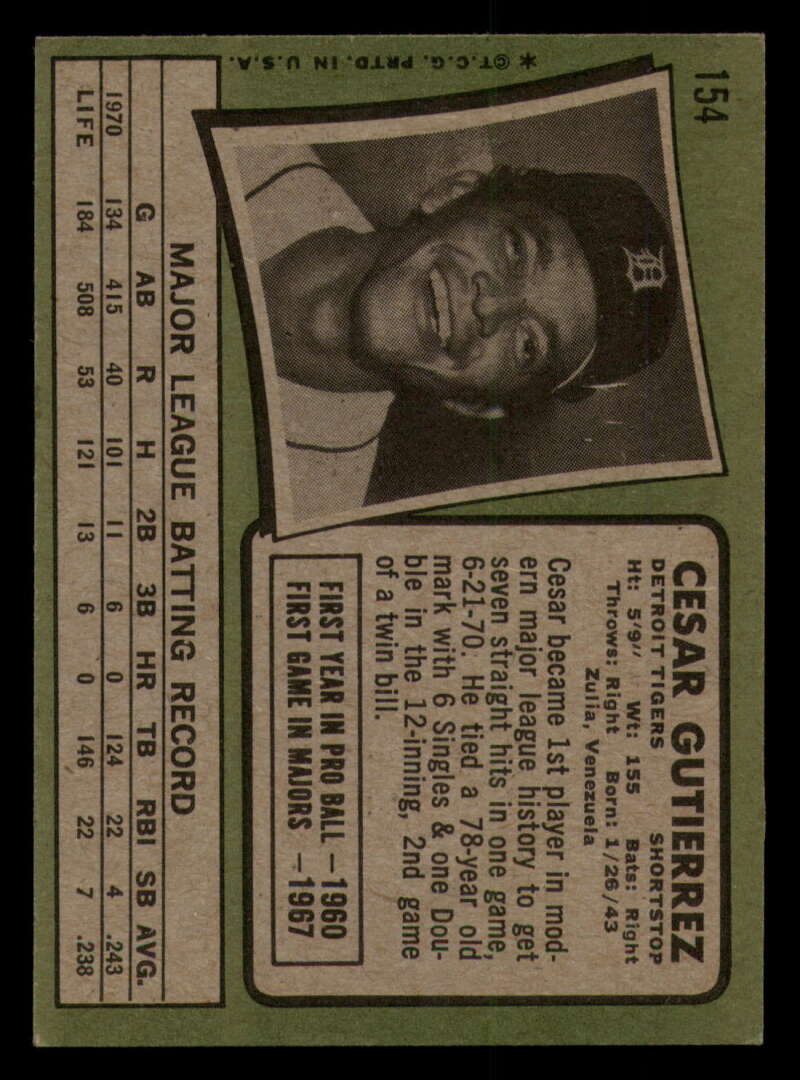 154
CESAR GUTIERREZ
DETROIT TIGERS SHORTSTOP
Ht: 5'9" Wt: 155 Bats: Right
Throws: Right Born: 1/26/43
Zulia, Venezuela
Cesar became 1st player in mod-
ern major league history to get
seven straight hits in one game,
6-21-70. He tied a 78-year old
mark with 6 Singles & one Dou-
ble in the 12-inning, 2nd game
of a twin bill.
FIRST YEAR IN PRO BALL —1960
FIRST GAME IN MAJORS —1967
MAJOR LEAGUE BATTING RECORD
G AB R H 2B 3B HR TB RBI SB AVG.
1970 134 415 40 101 11 6 0 124 22 4 .243
LIFE 184 508 53 121 13 6 0 146 22 7 .238
* ©T.C.G. PRTD. IN U.S.A.
D